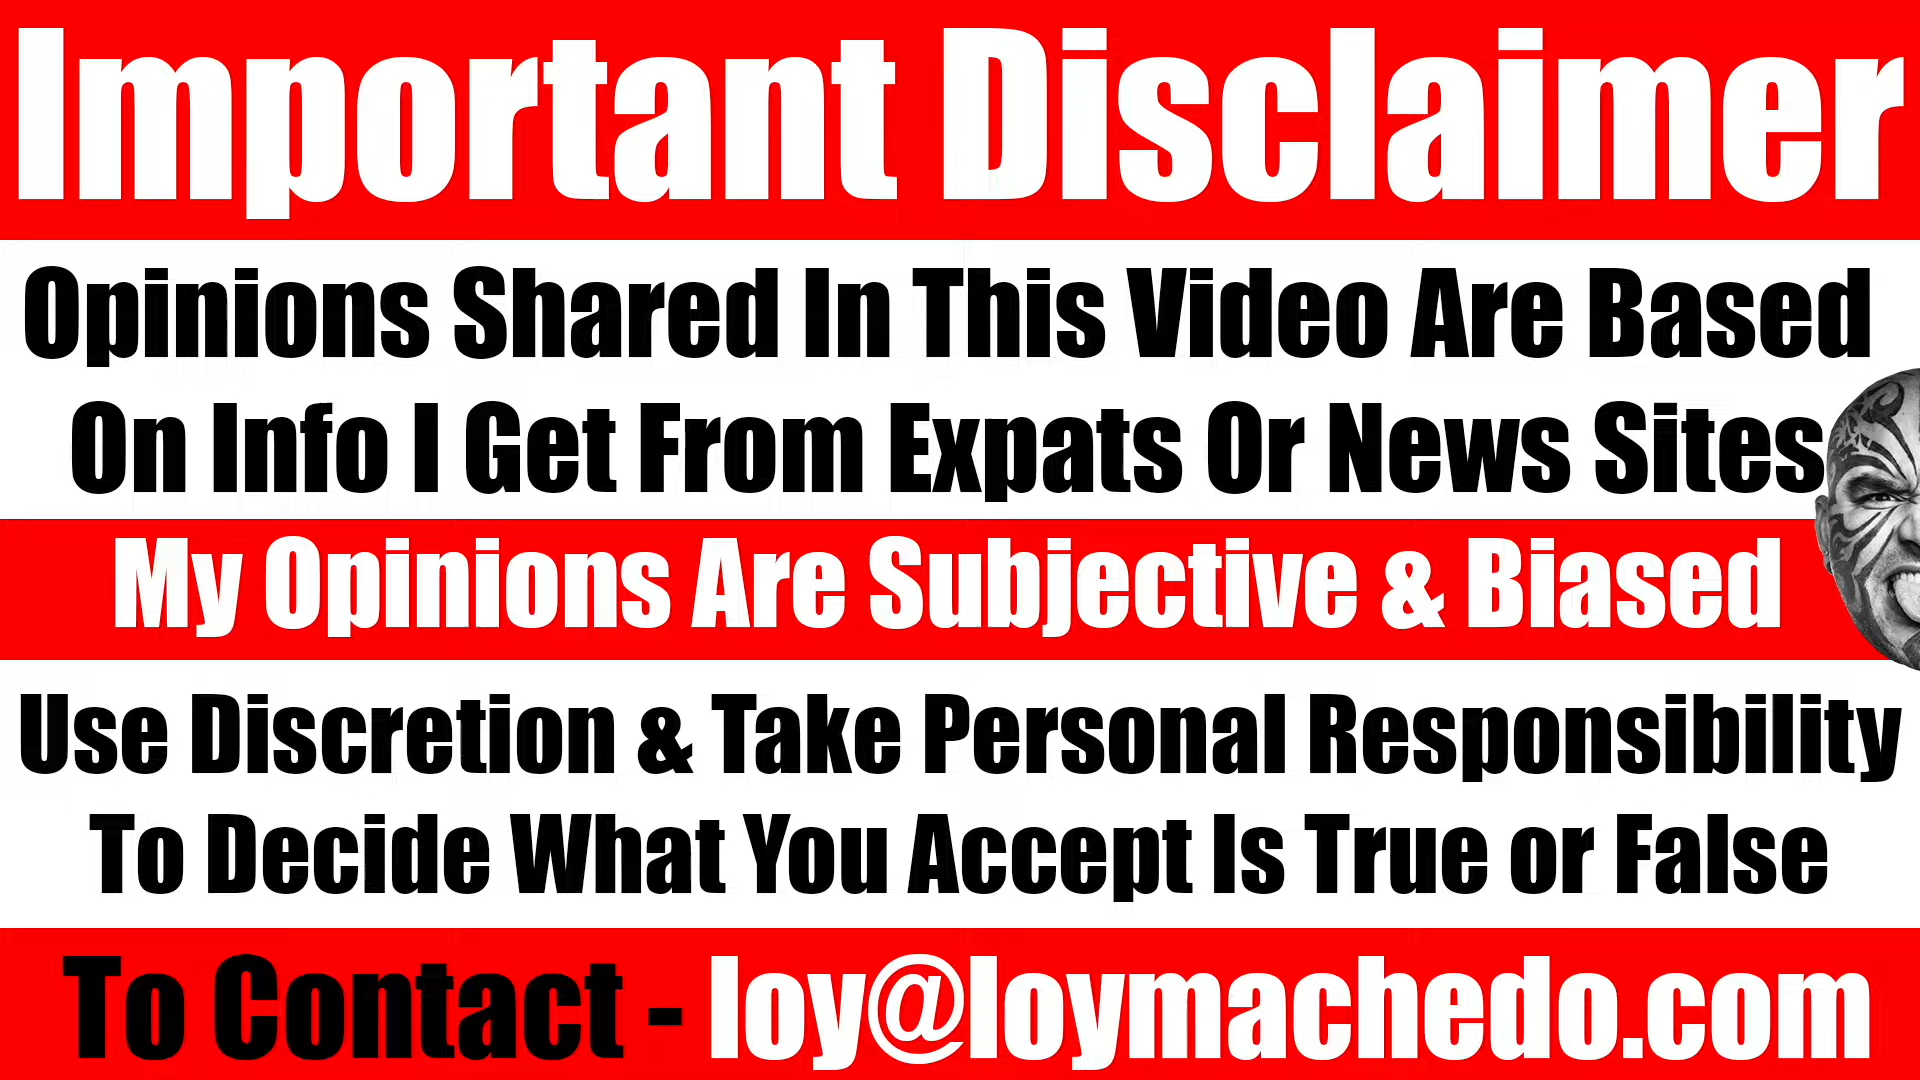 Important Disclaimer
Opinions Shared In This Video Are Based
On Info I Get From Expats Or News Sites
My Opinions Are Subjective & Biased
Use Discretion & Take Personal Responsibility
To Decide What You Accept Is True or False
To Contact - loy@loymachedo.com